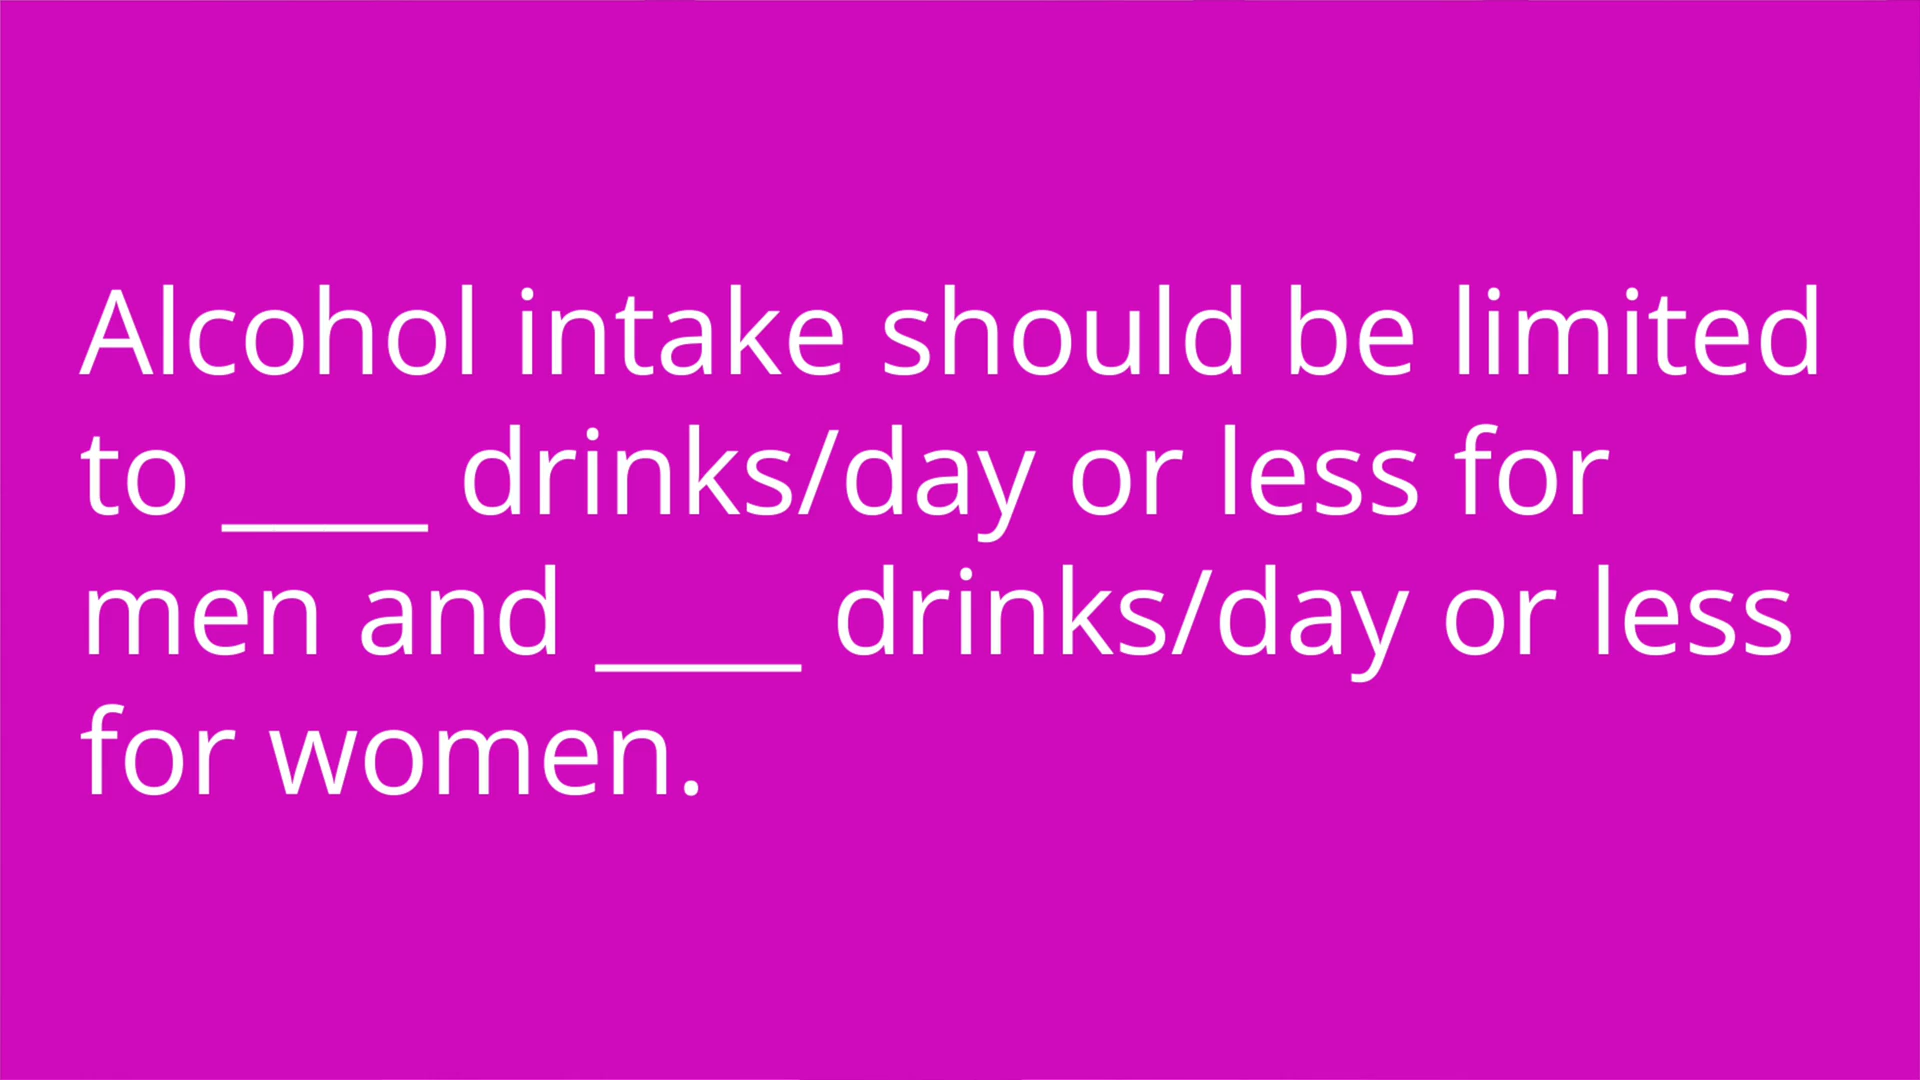 Alcohol intake should be limited
to ____ drinks/day or less for
men and ____ drinks/day or less
for women.